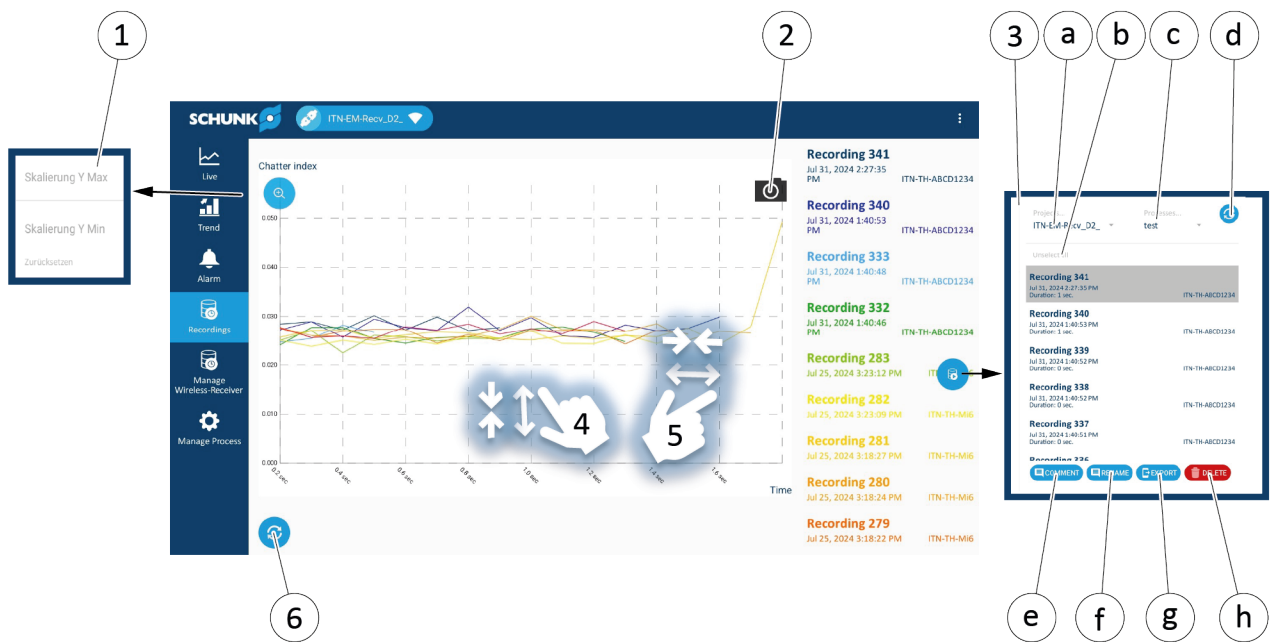 1
2
3
a
b
c
d
SCHUNK
ITN-EM-Recv_D2_
Skalierung Y Max
Skalierung Y Min
Zurücksetzen
Live
Trend
Alarm
Recordings
Manage
Wireless-Receiver
Manage Process
Chatter index
0.050
0.040
0.030
0.020
0.010
0.000
0.2 sec
0.4 sec
0.6 sec
0.8 sec
1.0 sec
1.2 sec
1.4 sec
1.6 sec
Time
4
5
Recording 341
Jul 31, 2024 2:27:35
PM ITN-TH-ABCD1234
Recording 340
Jul 31, 2024 1:40:53
PM ITN-TH-ABCD1234
Recording 333
Jul 31, 2024 1:40:48
PM ITN-TH-ABCD1234
Recording 332
Jul 31, 2024 1:40:46
PM ITN-TH-ABCD1234
Recording 283
Jul 25, 2024 3:23:12 PM
Recording 282
Jul 25, 2024 3:23:09 PM ITN-TH-Mi6
Recording 281
Jul 25, 2024 3:18:27 PM ITN-TH-Mi6
Recording 280
Jul 25, 2024 3:18:24 PM ITN-TH-Mi6
Recording 279
Jul 25, 2024 3:18:22 PM ITN-TH-Mi6
Projects... Processes...
ITN-EM-Recv_D2_ test
Recording 341
Jul 31, 2024 2:27:35 PM
Duration: 1 sec. ITN-TH-ABCD1234
Recording 340
Jul 31, 2024 1:40:53 PM
Duration: 1 sec. ITN-TH-ABCD1234
Recording 339
Jul 31, 2024 1:40:52 PM
Duration: 0 sec. ITN-TH-ABCD1234
Recording 338
Jul 31, 2024 1:40:52 PM
Duration: 0 sec. ITN-TH-ABCD1234
Recording 337
Jul 31, 2024 1:40:51 PM
Duration: 0 sec. ITN-TH-ABCD1234
Recording 336
COMMENT RENAME EXPORT DELETE
6
e
f
g
h